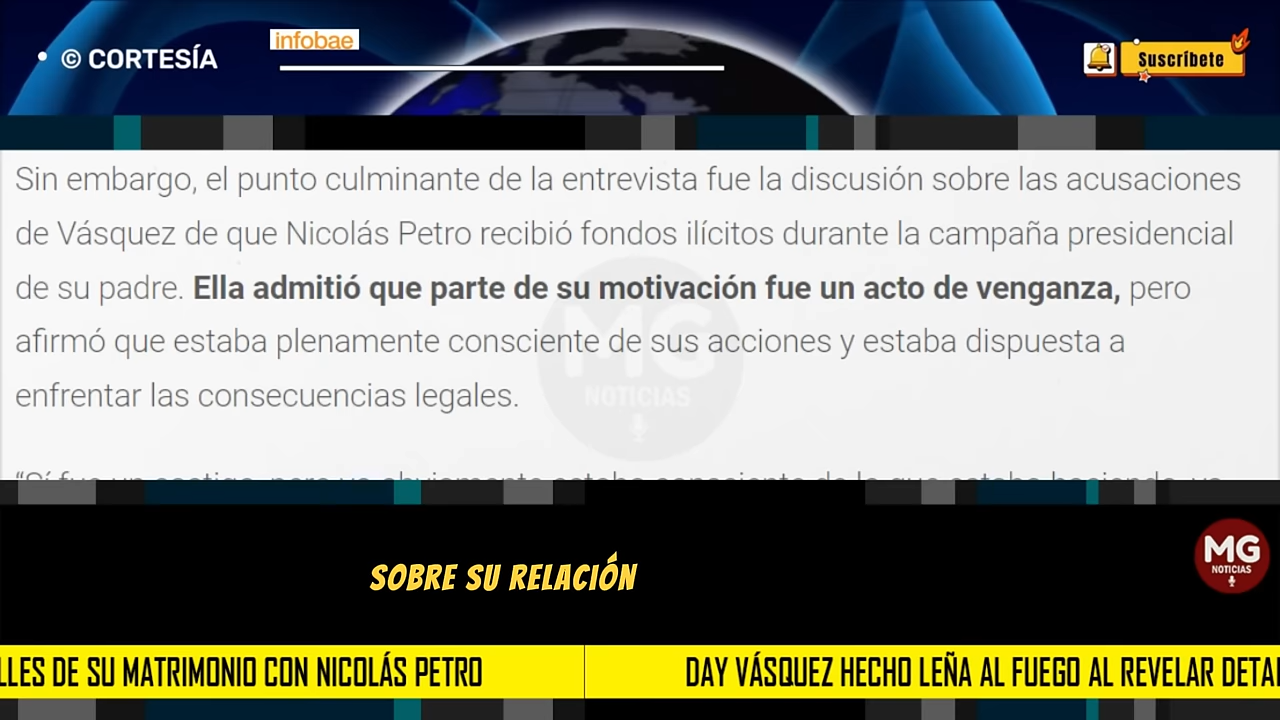 infobae
© CORTESÍA
Suscríbete
Sin embargo, el punto culminante de la entrevista fue la discusión sobre las acusaciones
de Vásquez de que Nicolás Petro recibió fondos ilícitos durante la campaña presidencial
de su padre. Ella admitió que parte de su motivación fue un acto de venganza, pero
afirmó que estaba plenamente consciente de sus acciones y estaba dispuesta a
enfrentar las consecuencias legales.
MG
NOTICIAS
SOBRE SU RELACIÓN
MG
NOTICIAS
LLES DE SU MATRIMONIO CON NICOLÁS PETRO
DAY VÁSQUEZ HECHO LEÑA AL FUEGO AL REVELAR DETAL